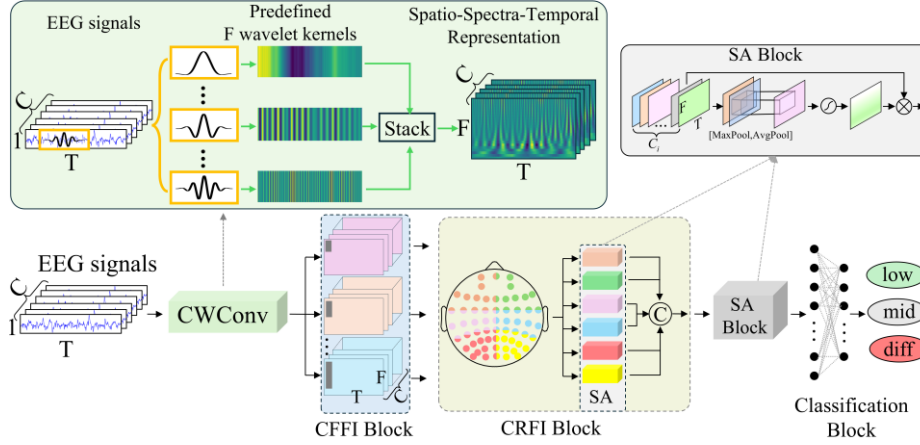 EEG signals
Predefined
F wavelet kernels
Spatio-Spectra-Temporal
Representation
C
1
T
Stack
F
C
T
SA Block
F
T
C_i
[MaxPool,AvgPool]
EEG signals
C
1
T
CWConv
F
T
C
CFFI Block
SA
C
CRFI Block
SA
Block
low
mid
diff
Classification
Block